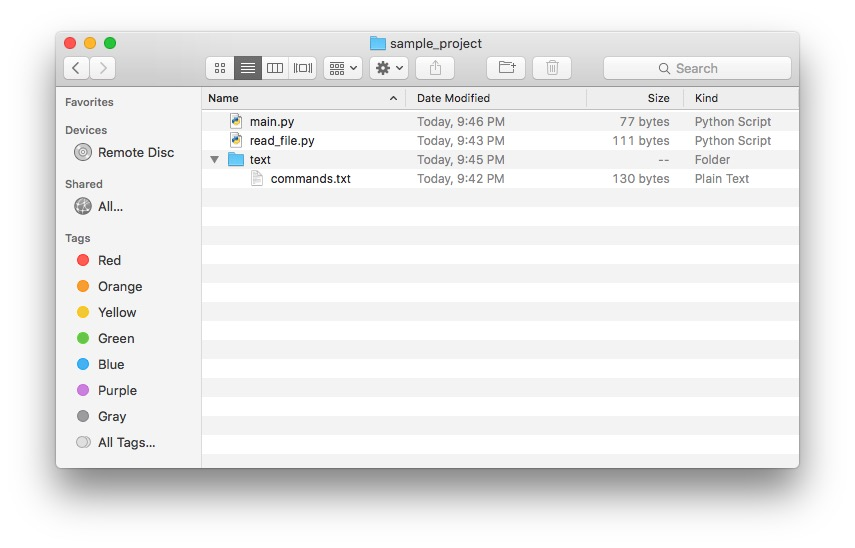 sample_project
Search
Favorites
Devices
Remote Disc
Shared
All...
Tags
Red
Orange
Yellow
Green
Blue
Purple
Gray
All Tags...
Name Date Modified Size Kind
main.py Today, 9:46 PM 77 bytes Python Script
read_file.py Today, 9:43 PM 111 bytes Python Script
text Today, 9:45 PM -- Folder
commands.txt Today, 9:42 PM 130 bytes Plain Text